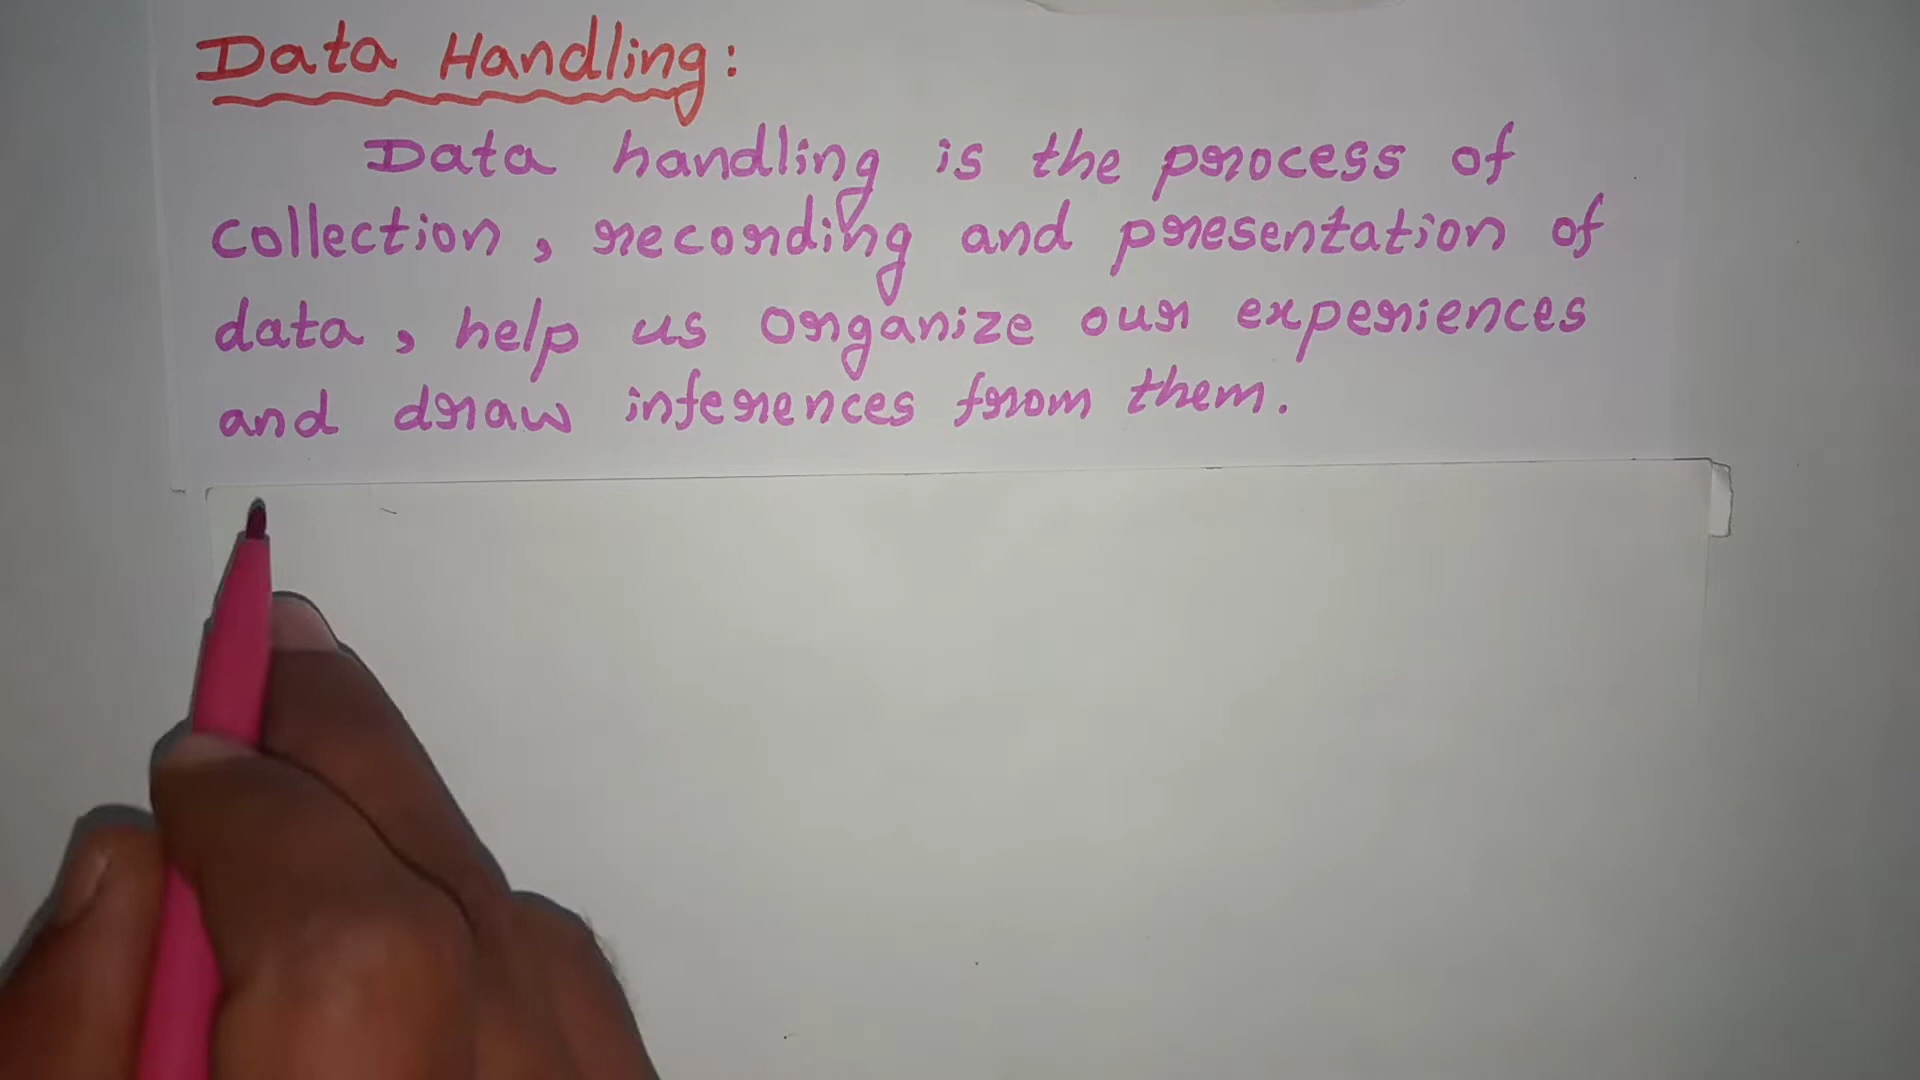 Data Handling:
Data handling is the process of
collection, recording and presentation of
data, help us organize our experiences
and draw inferences from them.